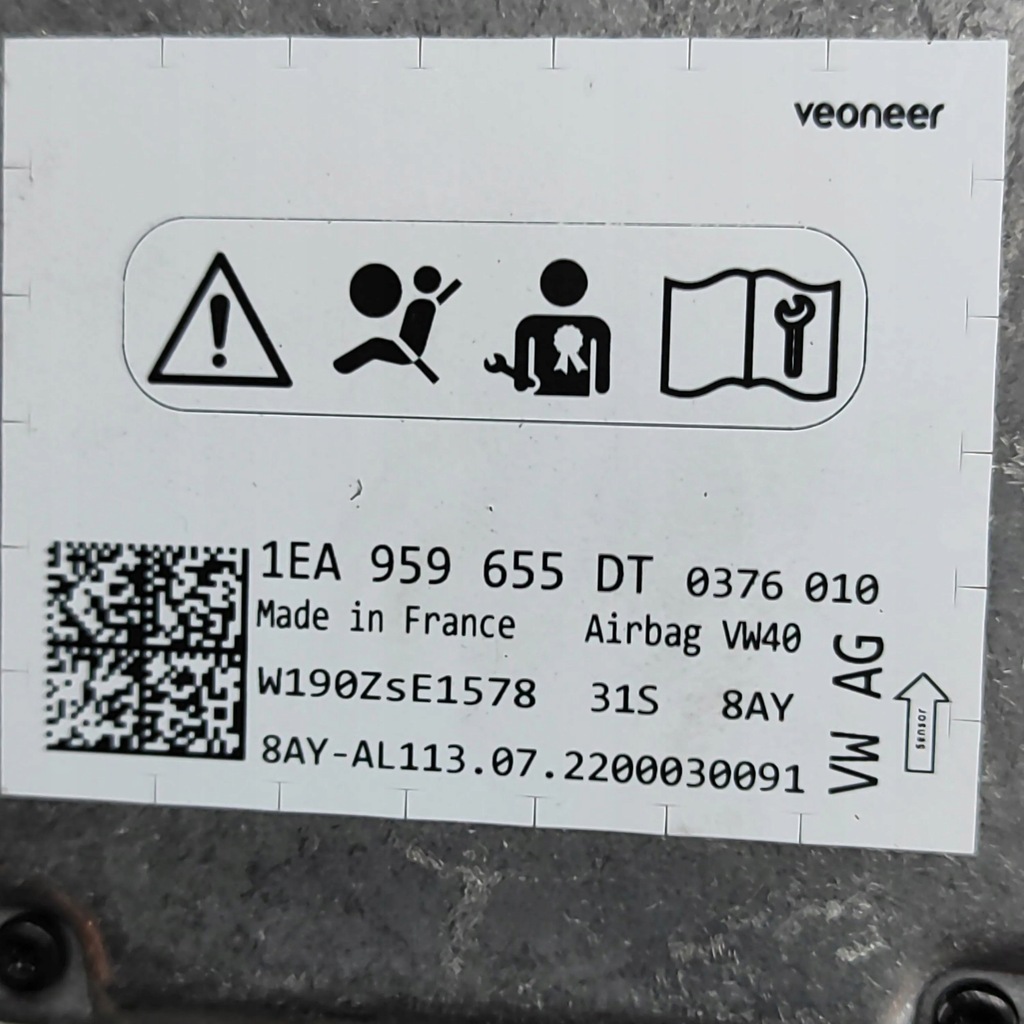 veoneer
1EA 959 655 DT 0376 010
Made in France Airbag VW40
W190ZsE1578 31S 8AY
8AY-AL113.07.2200030091
VW AG
sensor